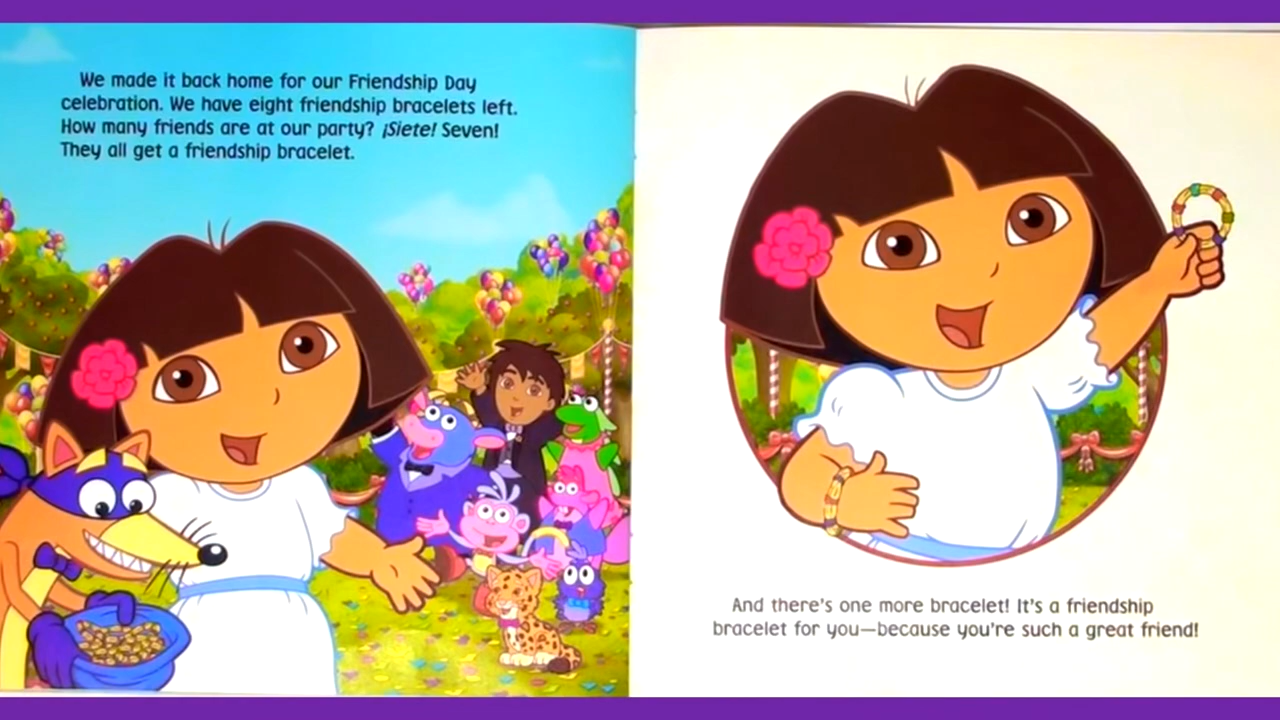 We made it back home for our Friendship Day
celebration. We have eight friendship bracelets left.
How many friends are at our party? ¡Siete! Seven!
They all get a friendship bracelet.
And there's one more bracelet! It's a friendship
bracelet for you—because you're such a great friend!